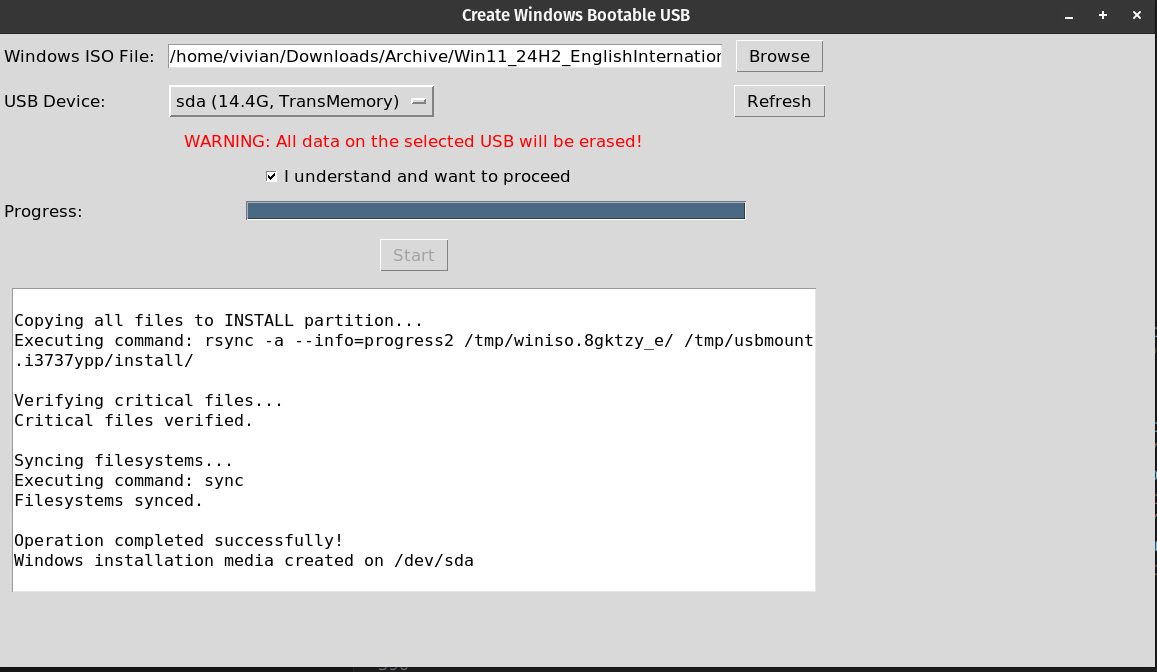 Create Windows Bootable USB
Windows ISO File: /home/vivian/Downloads/Archive/Win11_24H2_EnglishInternation Browse
USB Device: sda (14.4G, TransMemory) Refresh
WARNING: All data on the selected USB will be erased!
I understand and want to proceed
Progress:
Start
Copying all files to INSTALL partition...
Executing command: rsync -a --info=progress2 /tmp/winiso.8gktzy_e/ /tmp/usbmount
.i3737ypp/install/
Verifying critical files...
Critical files verified.
Syncing filesystems...
Executing command: sync
Filesystems synced.
Operation completed successfully!
Windows installation media created on /dev/sda